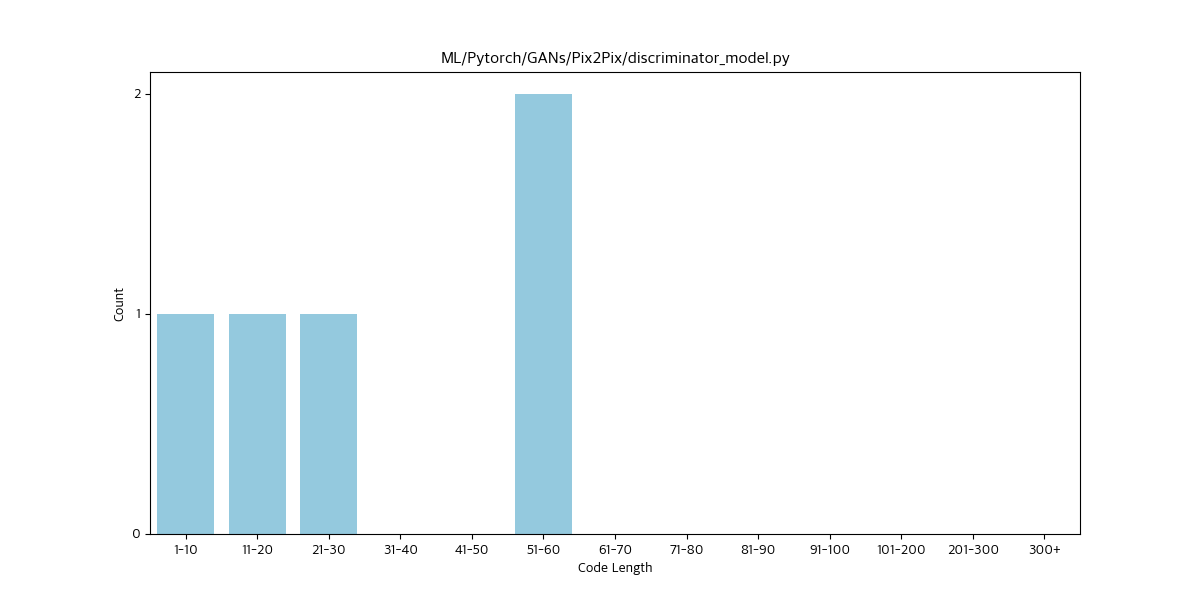 ML/Pytorch/GANs/Pix2Pix/discriminator_model.py
2
1
0
Count
1-10 11-20 21-30 31-40 41-50 51-60 61-70 71-80 81-90 91-100 101-200 201-300 300+
Code Length